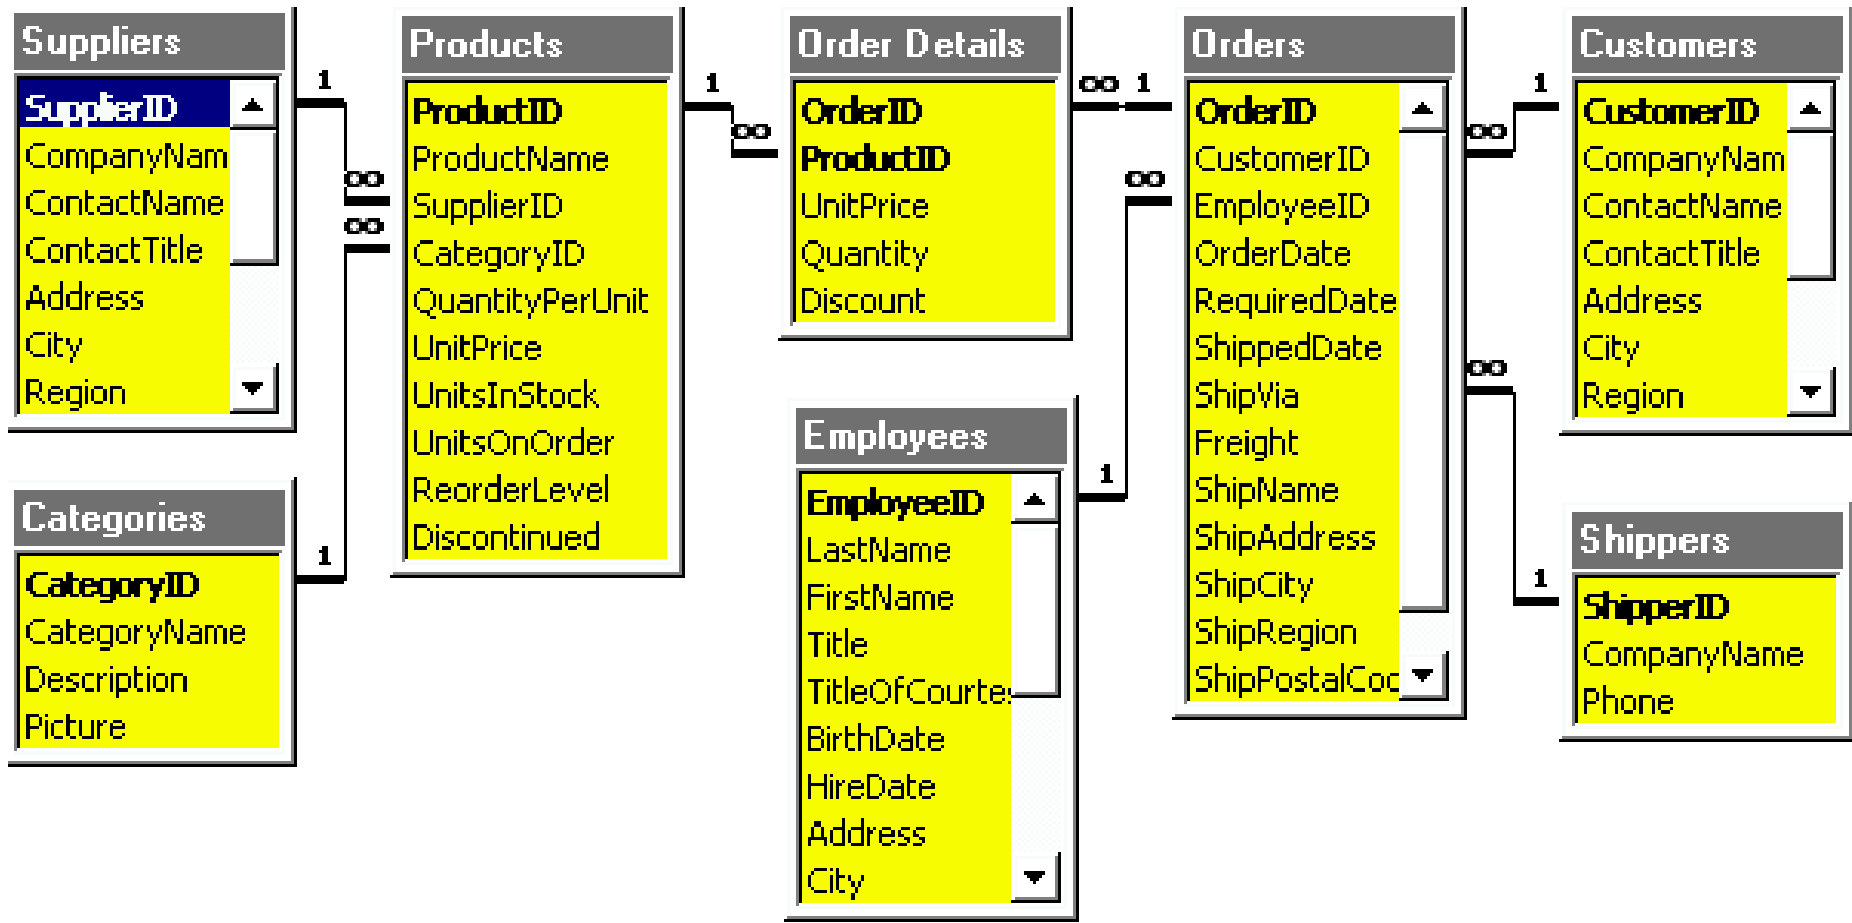 Suppliers
SupplierID
CompanyNam
ContactName
ContactTitle
Address
City
Region
1
∞
∞
Categories
CategoryID
CategoryName
Description
Picture
1
Products
ProductID
ProductName
SupplierID
CategoryID
QuantityPerUnit
UnitPrice
UnitsInStock
UnitsOnOrder
ReorderLevel
Discontinued
1
∞
Order Details
OrderID
ProductID
UnitPrice
Quantity
Discount
∞ 1
∞
Employees
EmployeeID
LastName
FirstName
Title
TitleOfCourtes
BirthDate
HireDate
Address
City
1
Orders
OrderID
CustomerID
EmployeeID
OrderDate
RequiredDate
ShippedDate
ShipVia
Freight
ShipName
ShipAddress
ShipCity
ShipRegion
ShipPostalCod
∞
1
∞
1
Customers
CustomerID
CompanyNam
ContactName
ContactTitle
Address
City
Region
Shippers
ShipperID
CompanyName
Phone